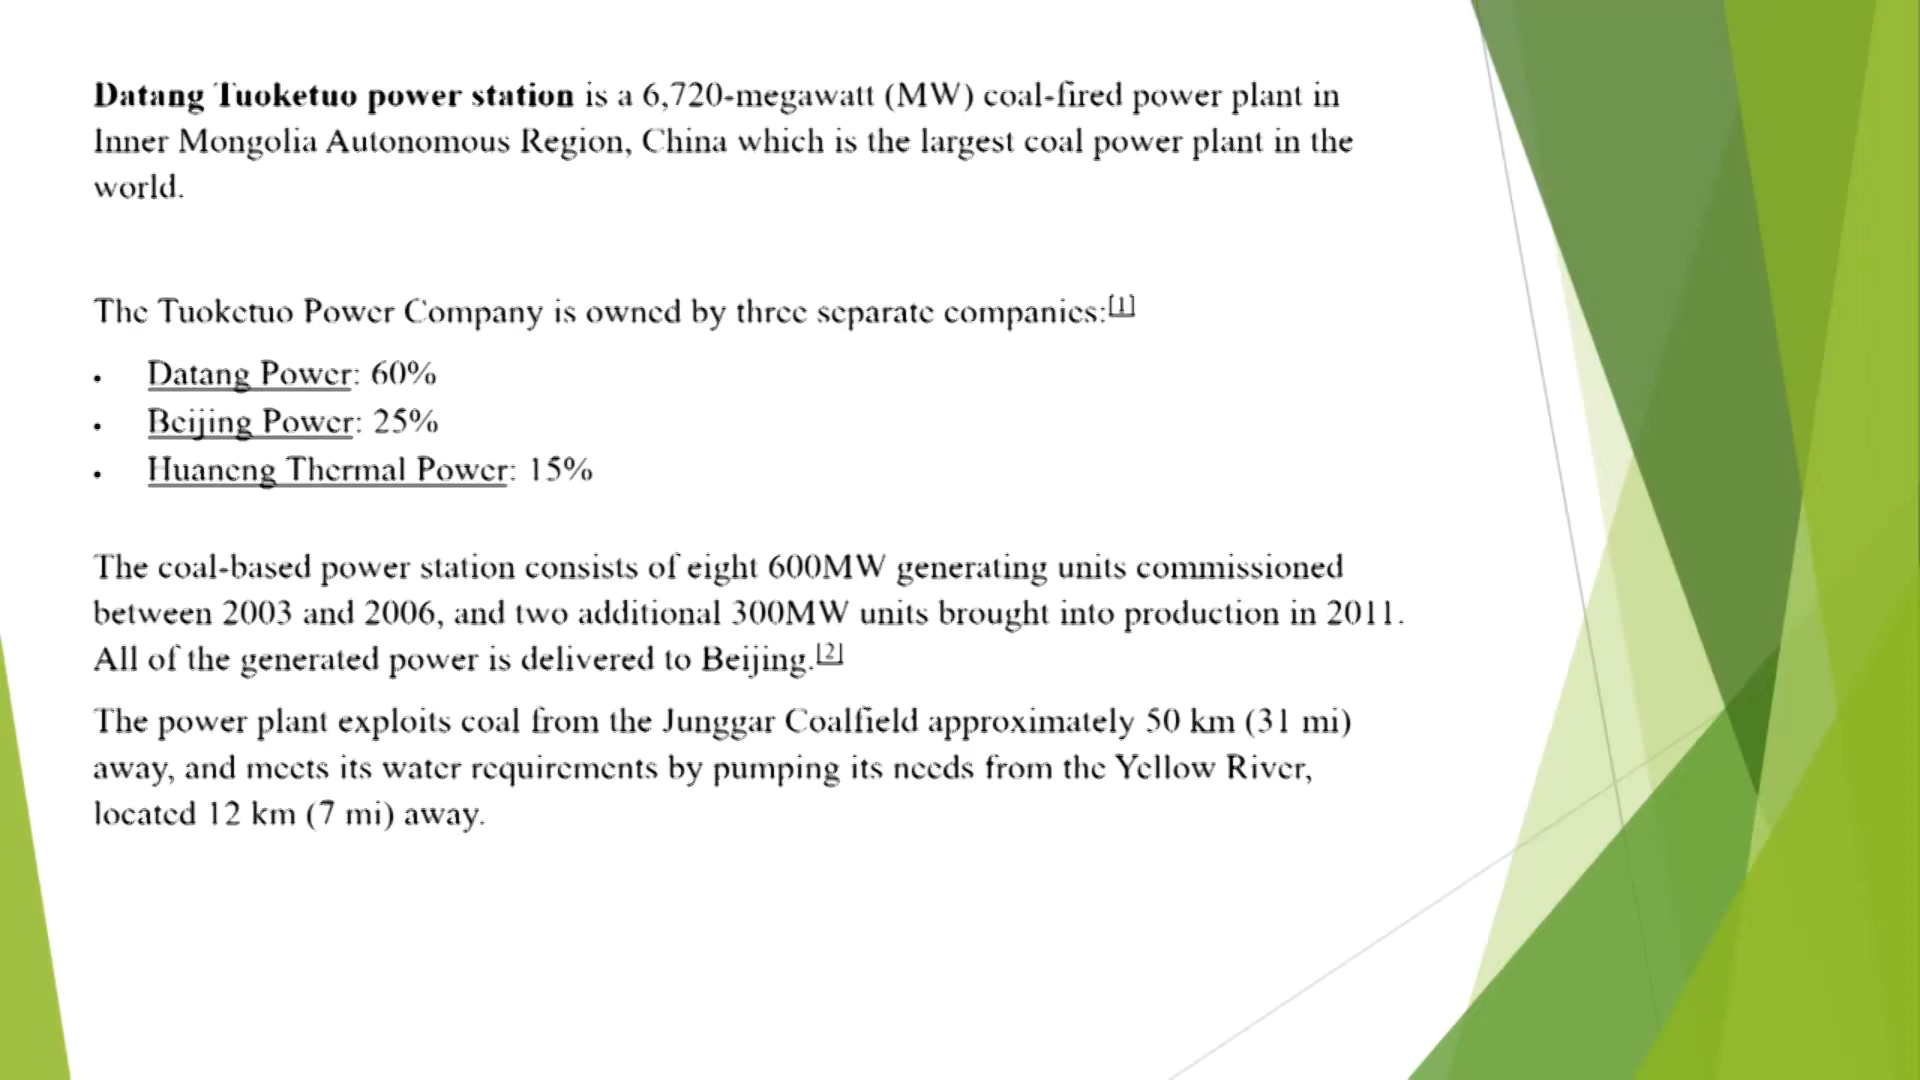 Datang Tuoketuo power station is a 6,720-megawatt (MW) coal-fired power plant in
Inner Mongolia Autonomous Region, China which is the largest coal power plant in the
world.
The Tuoketuo Power Company is owned by three separate companies:[1]
• Datang Power: 60%
• Beijing Power: 25%
• Huaneng Thermal Power: 15%
The coal-based power station consists of eight 600MW generating units commissioned
between 2003 and 2006, and two additional 300MW units brought into production in 2011.
All of the generated power is delivered to Beijing.[2]
The power plant exploits coal from the Junggar Coalfield approximately 50 km (31 mi)
away, and meets its water requirements by pumping its needs from the Yellow River,
located 12 km (7 mi) away.